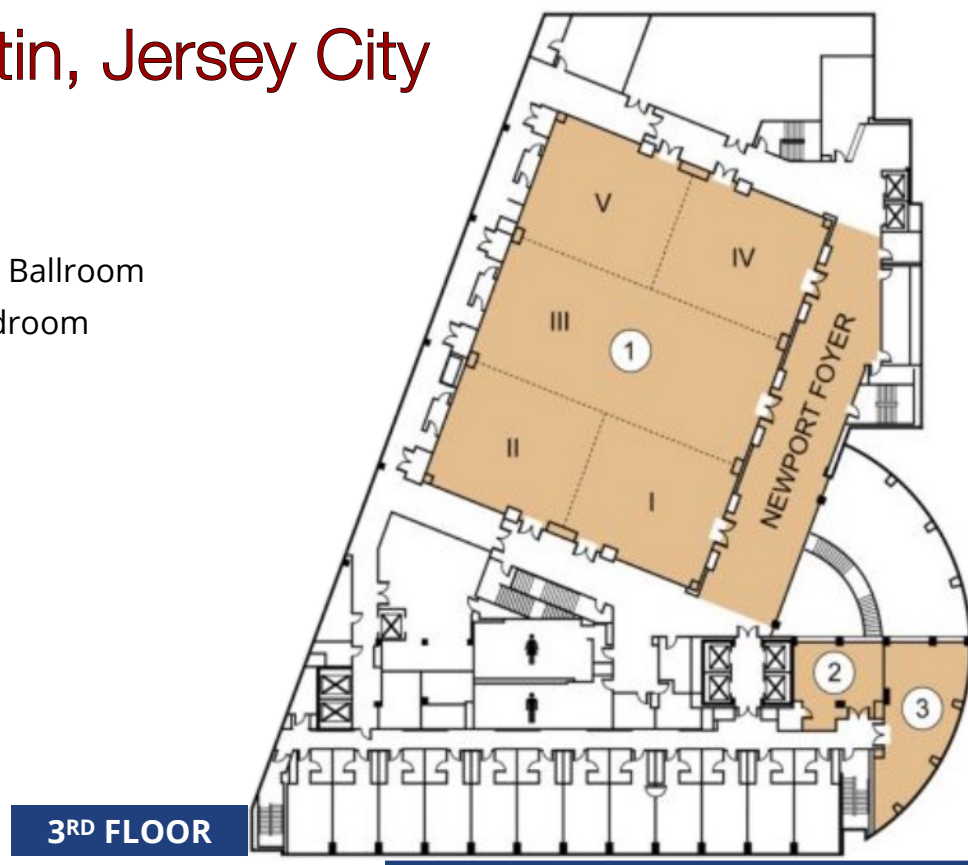 tin, Jersey City
Ballroom
droom
V
IV
III
1
NEWPORT FOYER
II
I
2
3
3RD FLOOR